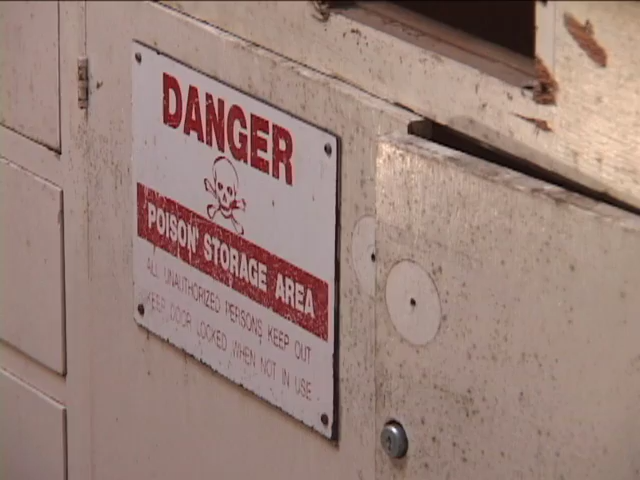 DANGER
POISON STORAGE AREA
ALL UNAUTHORIZED PERSONS KEEP OUT
KEEP DOOR LOCKED WHEN NOT IN USE